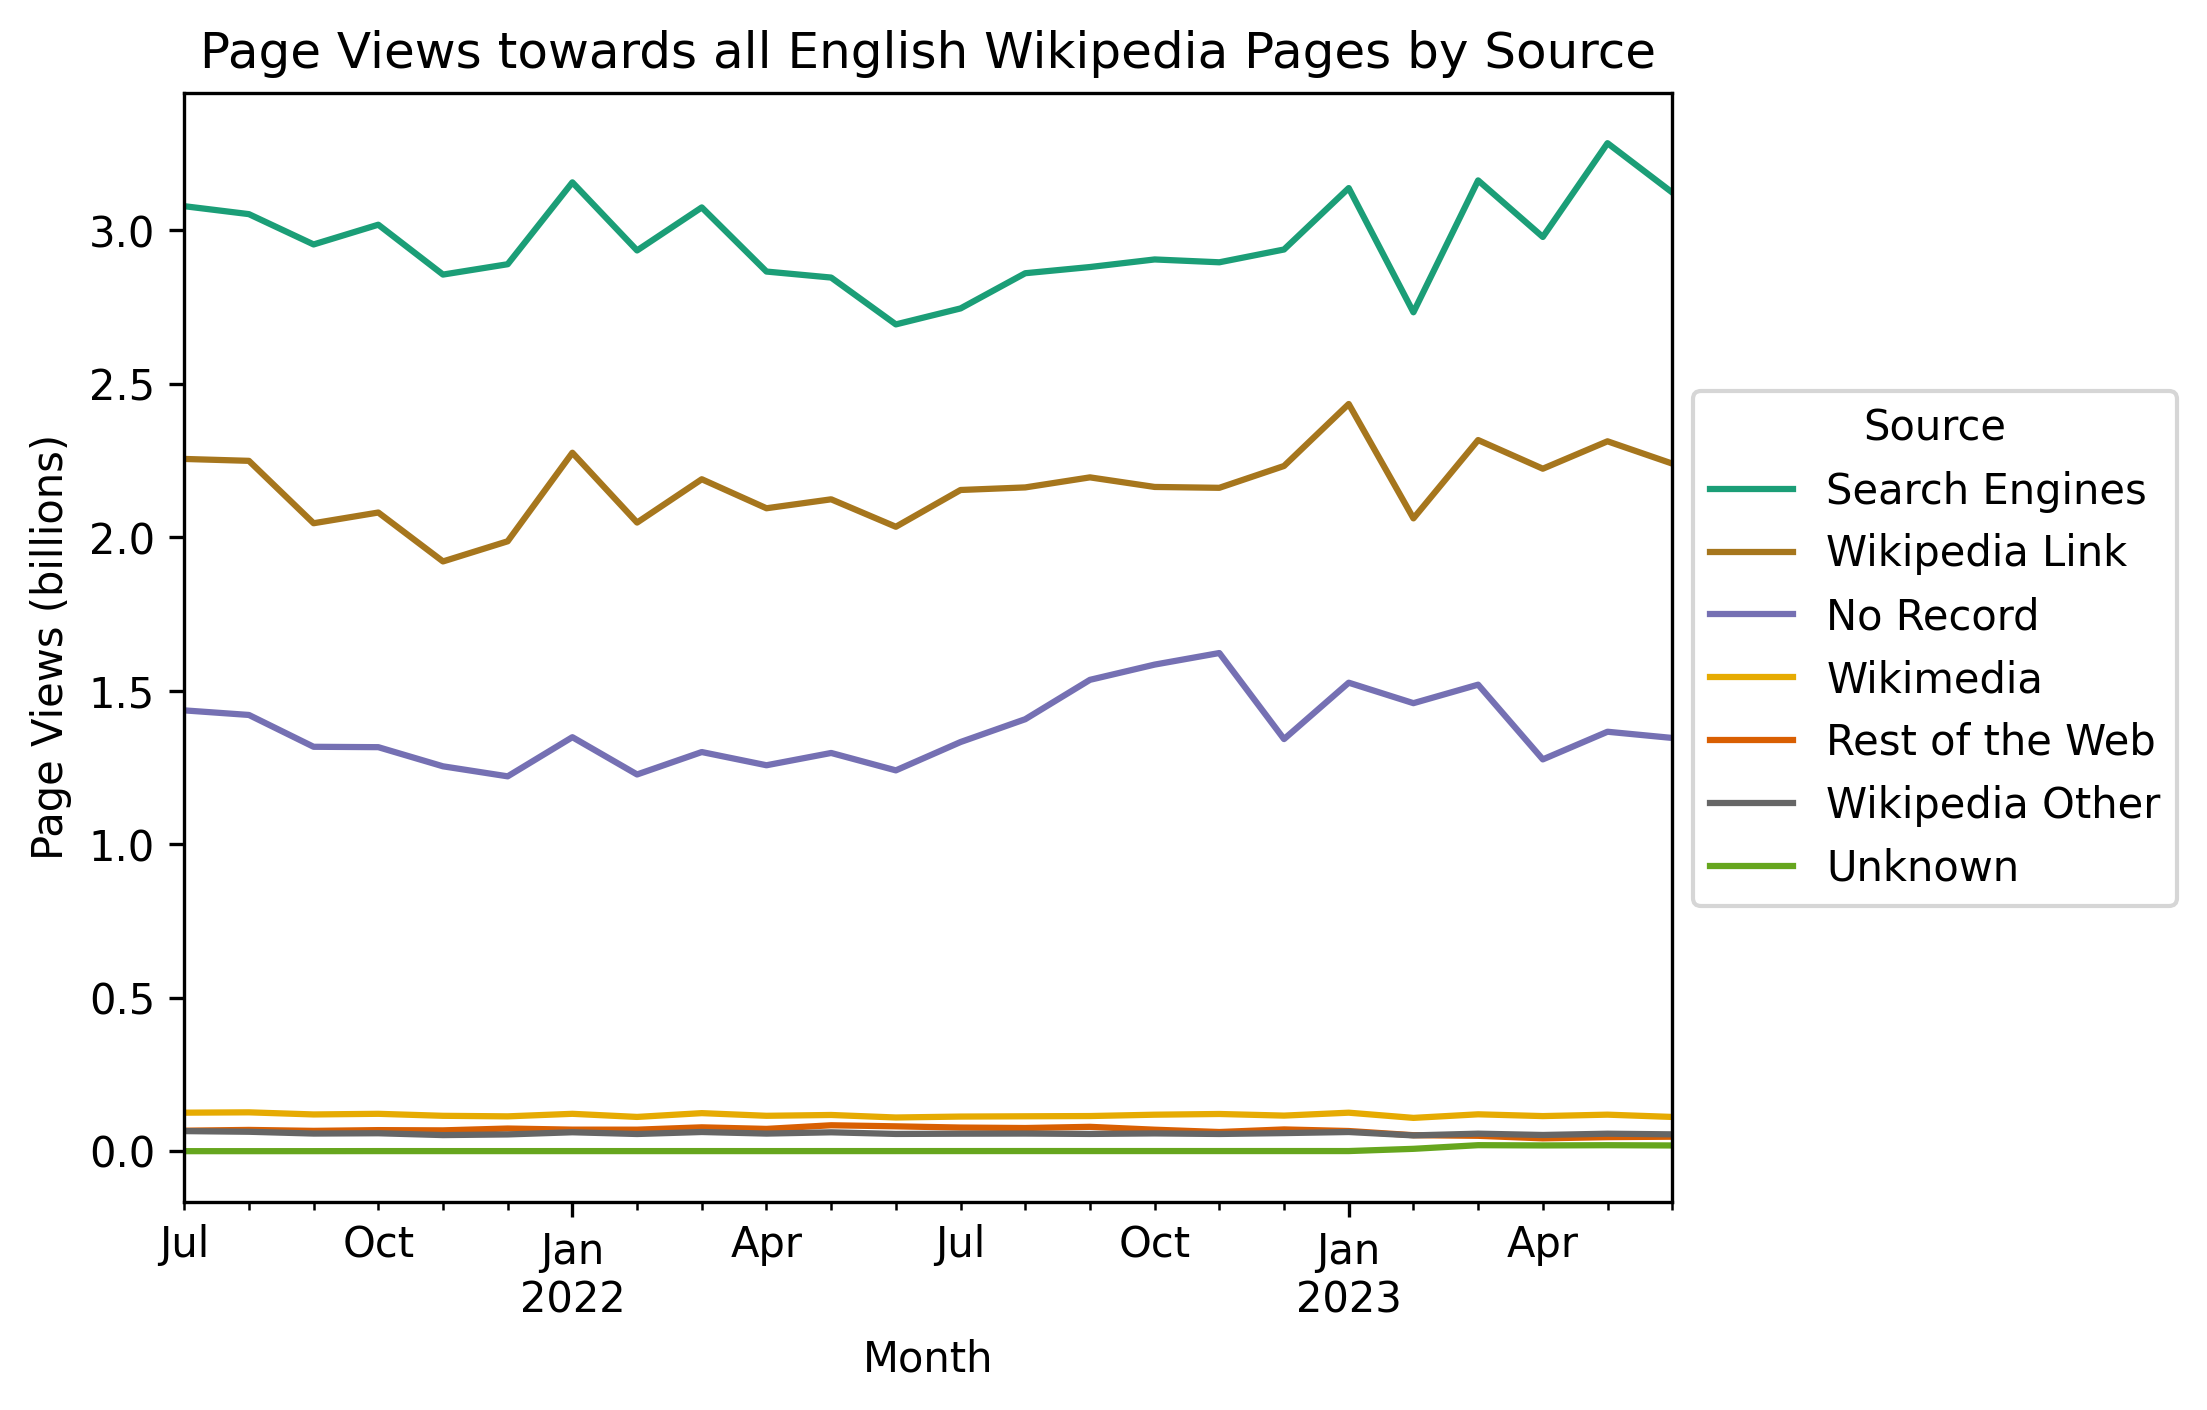 Page Views towards all English Wikipedia Pages by Source
Page Views (billions)
3.0
2.5
2.0
1.5
1.0
0.5
0.0
Jul
Oct
Jan
2022
Apr
Jul
Oct
Jan
2023
Apr
Month
Source
Search Engines
Wikipedia Link
No Record
Wikimedia
Rest of the Web
Wikipedia Other
Unknown